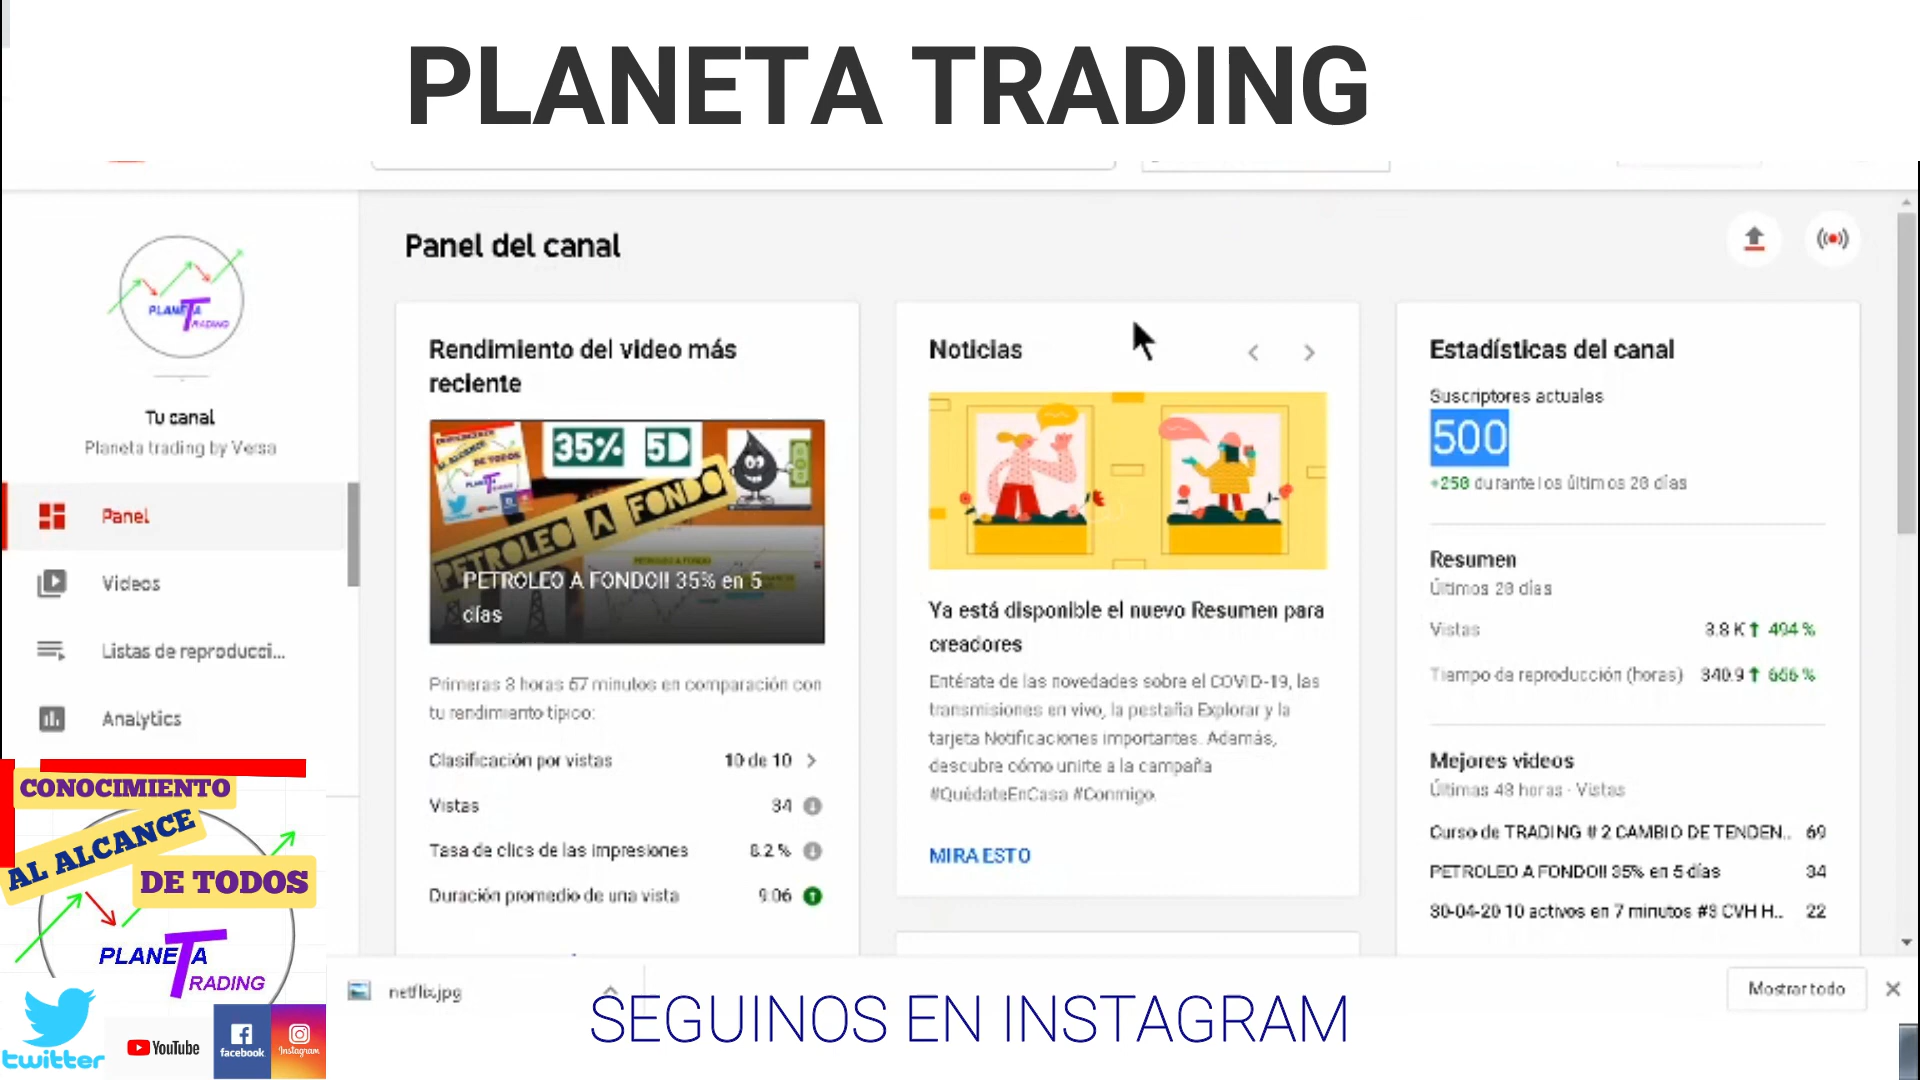 PLANETA TRADING
Panel del canal
PLANETA
TRADING
Tu canal
Planeta trading by Versa
Panel
Videos
Listas de reproducci...
Analytics
Rendimiento del video más
reciente
AL ALCANCE
DE TODOS
35% 5D
PETROLEO A FONDO
PETROLEO A FONDO!! 35% en 5
días
Primeras 3 horas 57 minutos en comparación con
tu rendimiento típico:
Clasificación por vistas 10 de 10
Vistas 34
Tasa de clics de las impresiones 8.2 %
Duración promedio de una vista 9:06
Noticias
Ya está disponible el nuevo Resumen para
creadores
Entérate de las novedades sobre el COVID-19, las
transmisiones en vivo, la pestaña Explorar y la
tarjeta Notificaciones importantes. Además,
descubre cómo unirte a la campaña
#QuédateEnCasa #Conmigo.
MIRA ESTO
Estadísticas del canal
Suscriptores actuales
500
+258 durante los últimos 28 días
Resumen
Últimos 28 días
Vistas 3.8 K 494 %
Tiempo de reproducción (horas) 340.9 656 %
Mejores videos
Últimas 48 horas · Vistas
Curso de TRADING # 2 CAMBIO DE TENDEN... 69
PETROLEO A FONDO!! 35% en 5 días 34
30-04-20 10 activos en 7 minutos #3 CVH H... 22
CONOCIMIENTO
AL ALCANCE
DE TODOS
PLANETA
TRADING
twitter
YouTube
facebook
Instagram
netflix.jpg
Mostrar todo
SEGUINOS EN INSTAGRAM